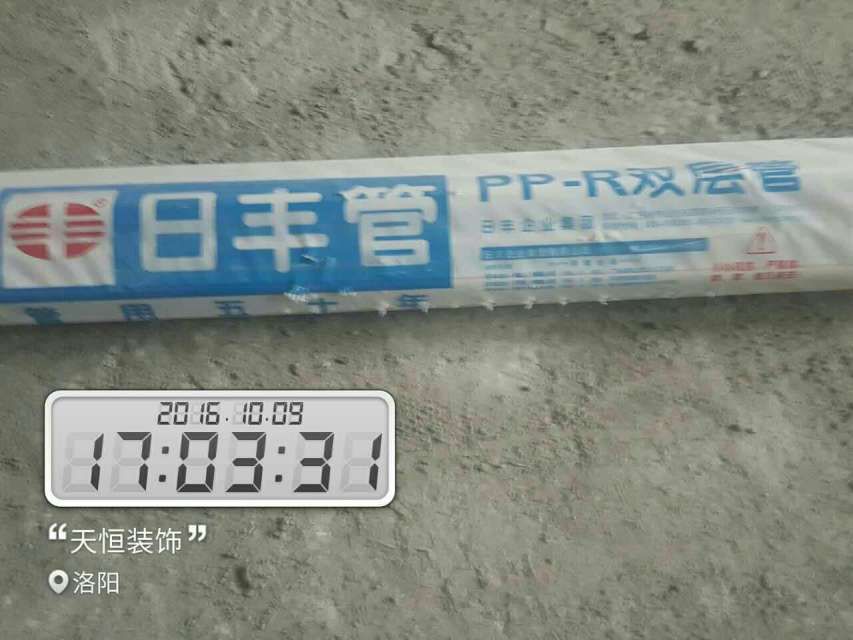 日丰管
PP-R双层管
日丰企业集团
管用五十年
2016.10.09
17:03:31
“天恒装饰”
洛阳